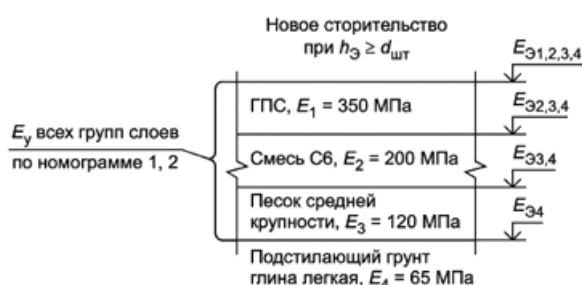 Новое сторительство
при hЭ ≥ dшт
EЭ1,2,3,4
ГПС, E1 = 350 МПа
EЭ2,3,4
Eу всех групп слоев
по номограмме 1, 2
Смесь С6, E2 = 200 МПа
EЭ3,4
Песок средней
крупности, E3 = 120 МПа
EЭ4
Подстилающий грунт
глина легкая, E4 = 65 МПа